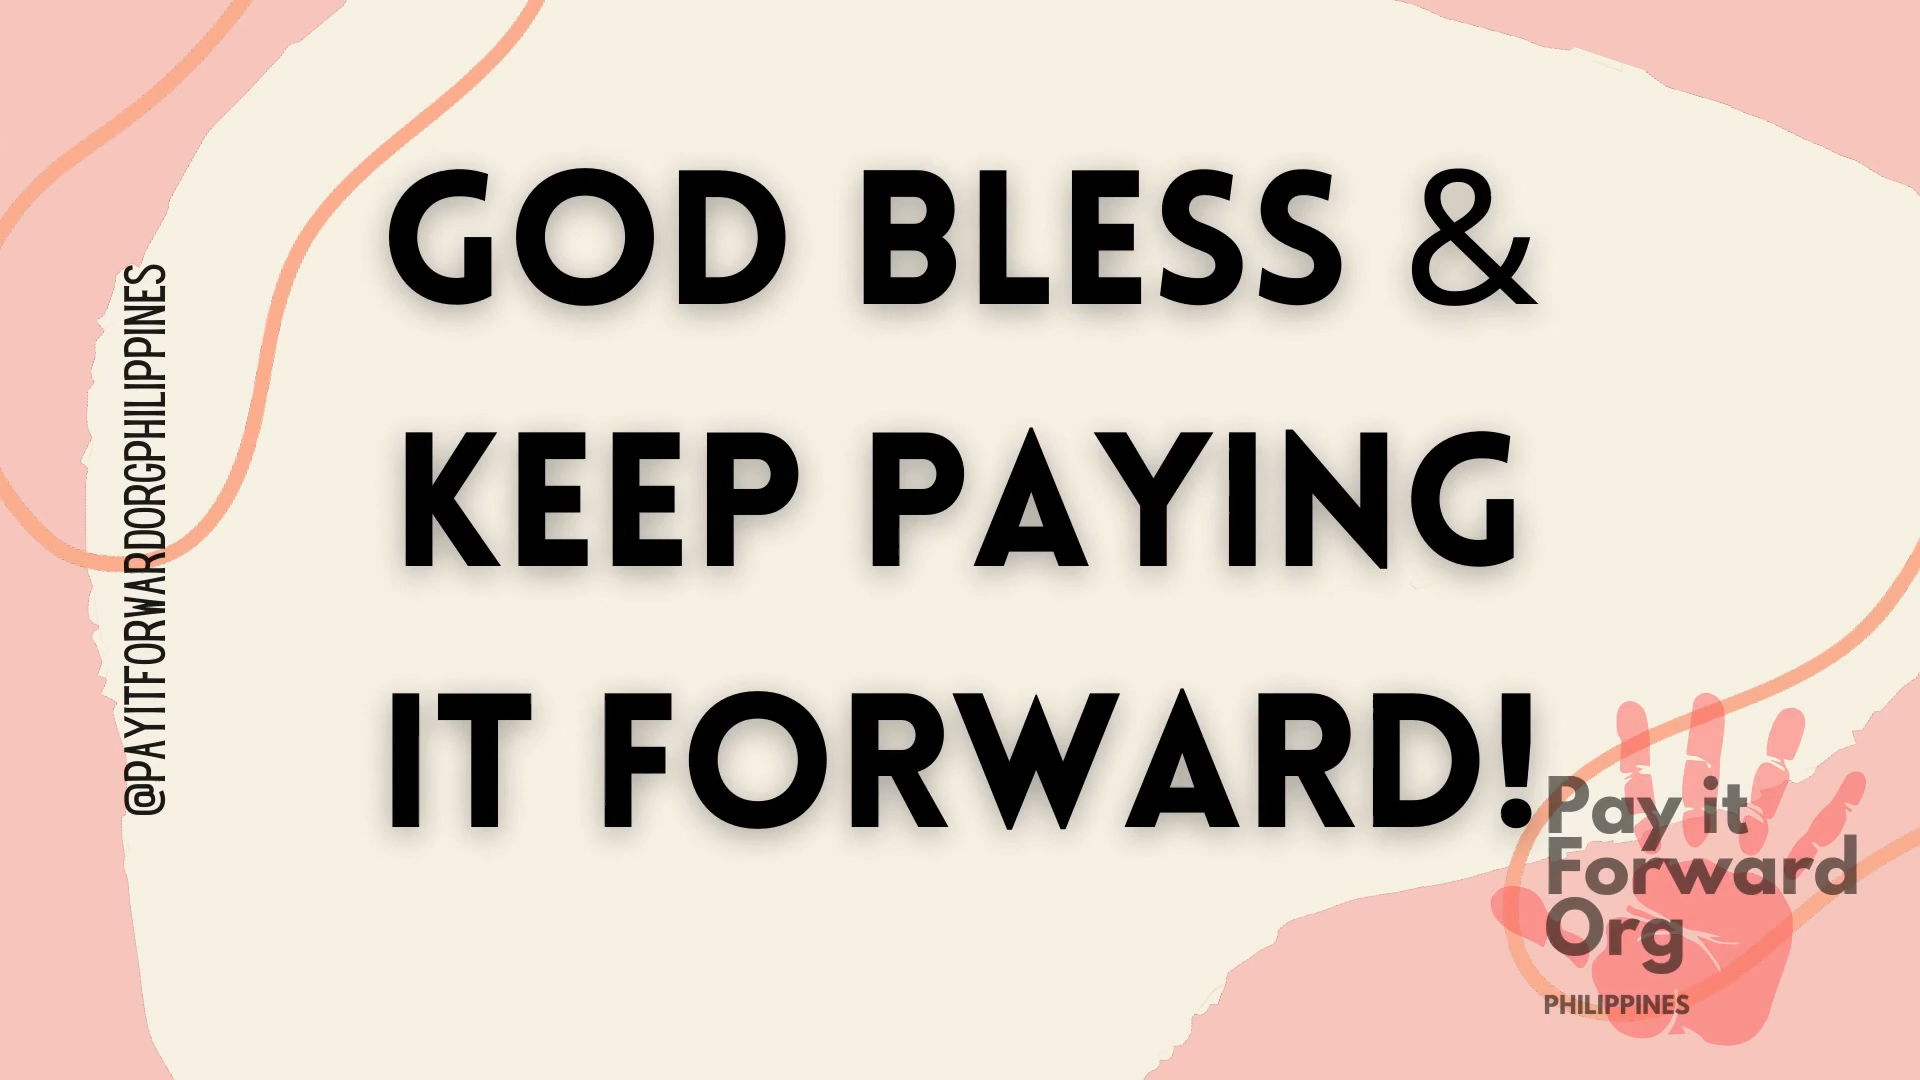 GOD BLESS &
KEEP PAYING
IT FORWARD!
@PAYITFORWARDORGPHILIPPINES
Pay it
Forward
Org
PHILIPPINES